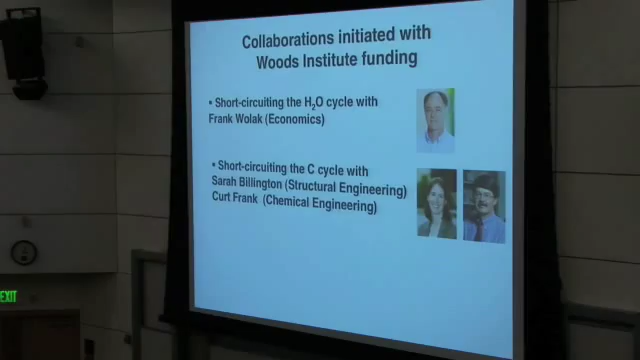 Collaborations initiated with
Woods Institute funding
• Short-circuiting the H₂O cycle with
Frank Wolak (Economics)
• Short-circuiting the C cycle with
Sarah Billington (Structural Engineering)
Curt Frank (Chemical Engineering)
EXIT